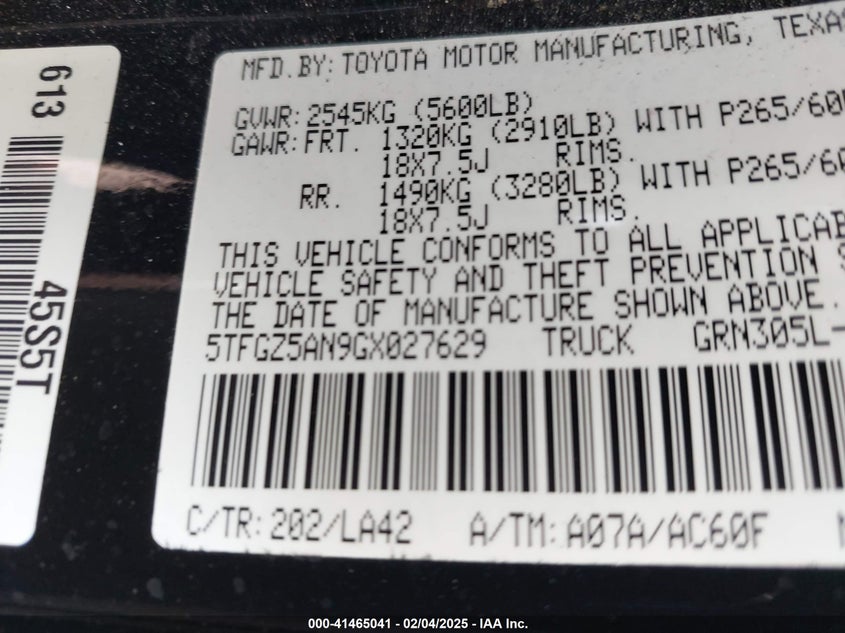 613
45S5T
MFD.BY: TOYOTA MOTOR MANUFACTURING, TEXAS
GVWR: 2545KG (5600LB)
GAWR: FRT. 1320KG (2910LB) WITH P265/60
18X7.5J RIMS.
RR. 1490KG (3280LB) WITH P265/60
18X7.5J RIMS.
THIS VEHICLE CONFORMS TO ALL APPLICAB
VEHICLE SAFETY AND THEFT PREVENTION S
THE DATE OF MANUFACTURE SHOWN ABOVE.
5TFGZ5AN9GX027629 TRUCK GRN305L-
C/TR: 202/LA42 A/TM: A07A/AC60F
000-41465041 - 02/04/2025 - IAA Inc.